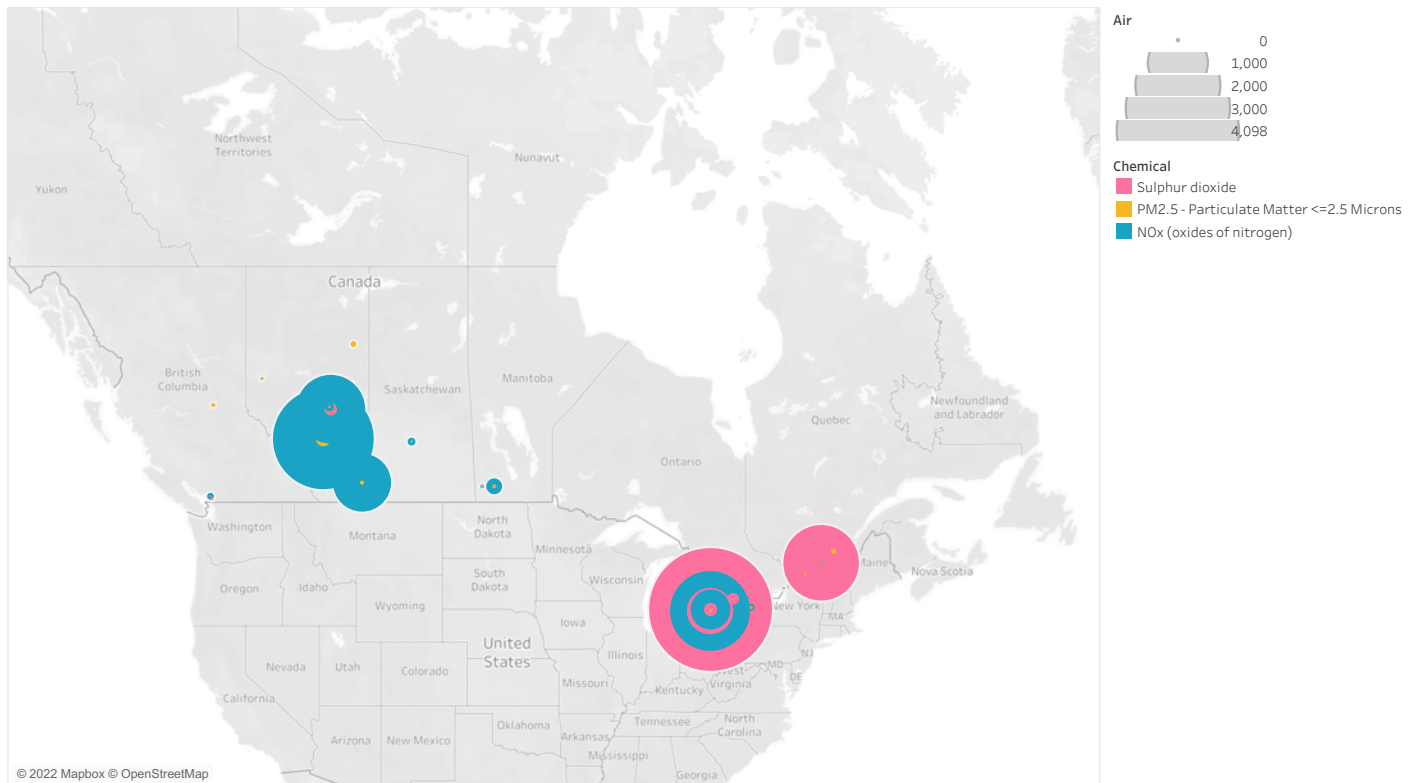 Northwest
Territories
Nunavut
Yukon
Canada
British
Columbia
Saskatchewan
Manitoba
Newfoundland
and Labrador
Quebec
Ontario
Washington
North
Dakota
Montana
Minnesota
Maine
Nova Scotia
Oregon
Idaho
South
Dakota
Wisconsin
Wyoming
New York
MA
Iowa
United
States
Illinois
NJ
Nevada
Utah
Colorado
West
Virginia
MD
DE
Missouri
Kentucky
California
Oklahoma
Tennessee
North
Carolina
Arizona
New Mexico
Arkansas
Mississippi
Georgia
© 2022 Mapbox © OpenStreetMap
Air
0
1,000
2,000
3,000
4,098
Chemical
Sulphur dioxide
PM2.5 - Particulate Matter <=2.5 Microns
NOx (oxides of nitrogen)